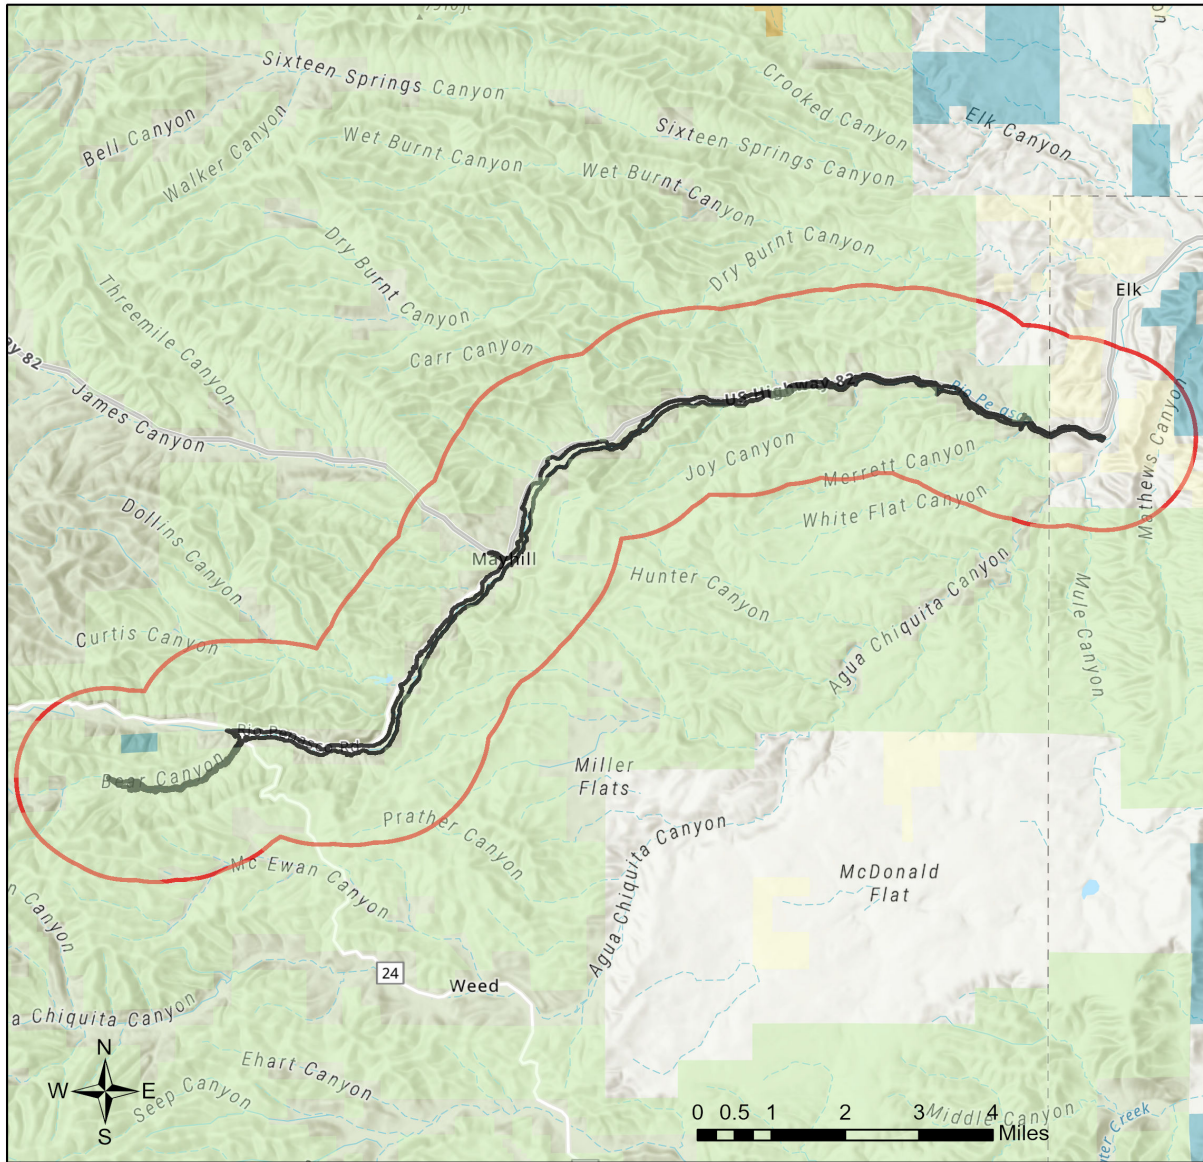 Sixteen Springs Canyon
Crooked Canyon
Bell Canyon
Walker Canyon
Wet Burnt Canyon
Sixteen Springs Canyon
Elk Canyon
Wet Burnt Canyon
Dry Burnt Canyon
Dry Burnt Canyon
Elk
Threemile Canyon
Carr Canyon
82
James Canyon
US Highway 82
Mathews Canyon
Joy Canyon
Merrett Canyon
White Flat Canyon
Dollins Canyon
Mayhill
Hunter Canyon
Agua Chiquita Canyon
Mule Canyon
Curtis Canyon
Bear Canyon
Miller
Flats
Prather Canyon
Agua Chiquita Canyon
McDonald
Flat
Mc Ewan Canyon
Canyon
24
Weed
a Chiquita Canyon
N
W
E
S
Ehart Canyon
Seep Canyon
Middle Canyon
Creek
0 0.5 1 2 3 4
Miles